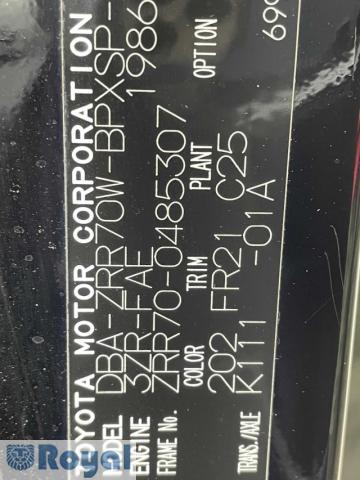 TOYOTA MOTOR CORPORATION
MODEL DBA-ZRR70W-BPXSP-
ENGINE 3ZR-FAE 1986
FRAME No. ZRR70-0485307
COLOR TRIM PLANT OPTION 699
202 FR21 C25
TRANS./AXLE K111 -01A
Royal